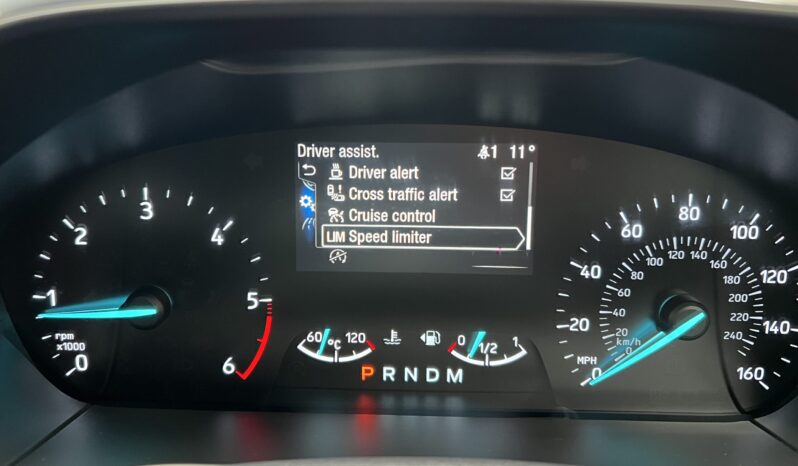 Driver assist. 1 11°
Driver alert
Cross traffic alert
Cruise control
LIM Speed limiter
0 1 2 3 4 5 6
rpm
x1000
60 °C 120
0 1/2 1
P R N D M
0 20 40 60 80 100 120 140 160
MPH
0 20 40 60 80 100 120 140 160 180 200 220 240
km/h